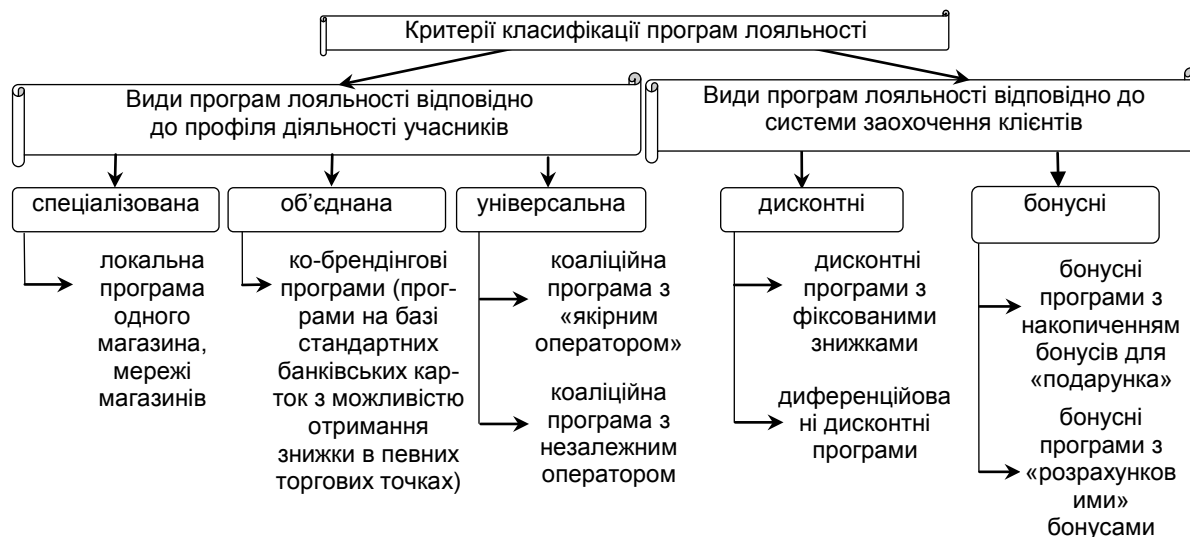 Критерії класифікації програм лояльності
Види програм лояльності відповідно
до профіля діяльності учасників
Види програм лояльності відповідно до
системи заохочення клієнтів
спеціалізована
об’єднана
універсальна
дисконтні
бонусні
локальна
програма
одного
магазина,
мережі
магазинів
ко-брендингові
програми (прог-
рами на базі
стандартних
банківських кар-
ток з можливістю
отримання
знижки в певних
торгових точках)
коаліційна
програма з
«якірним
оператором»
коаліційна
програма з
незалежним
оператором
дисконтні
програми з
фіксованими
знижками
диференційова
ні дисконтні
програми
бонусні
програми з
накопиченням
бонусів для
«подарунка»
бонусні
програми з
«розрахунков
ими»
бонусами